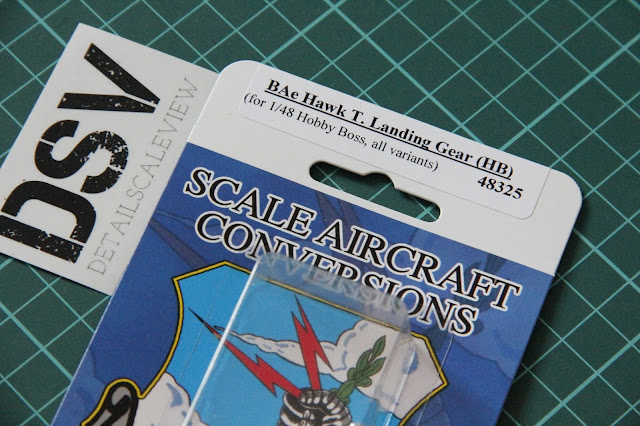 DSV
DETAILSCALEVIEW
BAe Hawk T. Landing Gear (HB)
(for 1/48 Hobby Boss, all variants)
48325
SCALE AIRCRAFT
CONVERSIONS